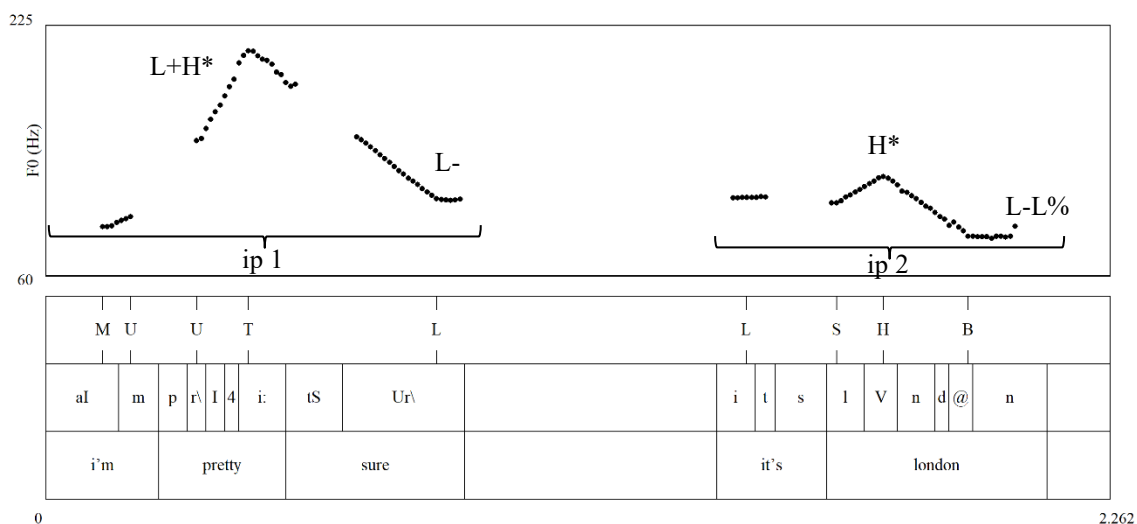 225
L+H*
H*
L-
L-L%
F0 (Hz)
ip 1
ip 2
60
M U U T L L S H B
aI m p r\ I 4 i: tS Ur\ i t s l V n d @ n
i'm pretty sure it's london
0 2.262